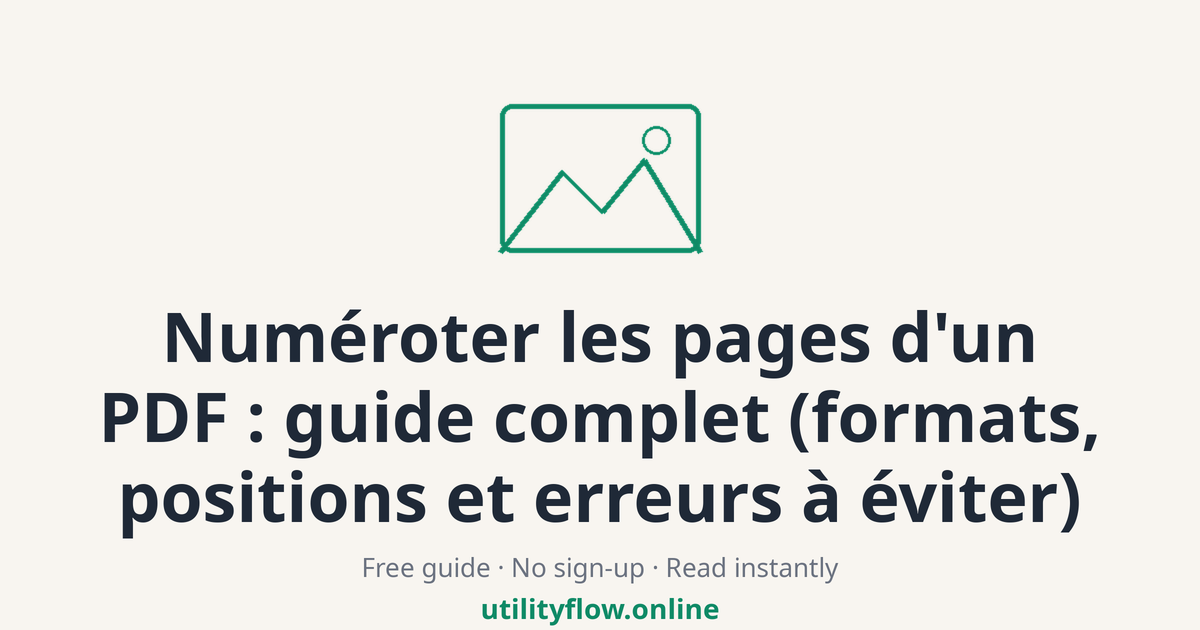 Numéroter les pages d'un
PDF : guide complet (formats,
positions et erreurs à éviter)
Free guide · No sign-up · Read instantly
utilityflow.online